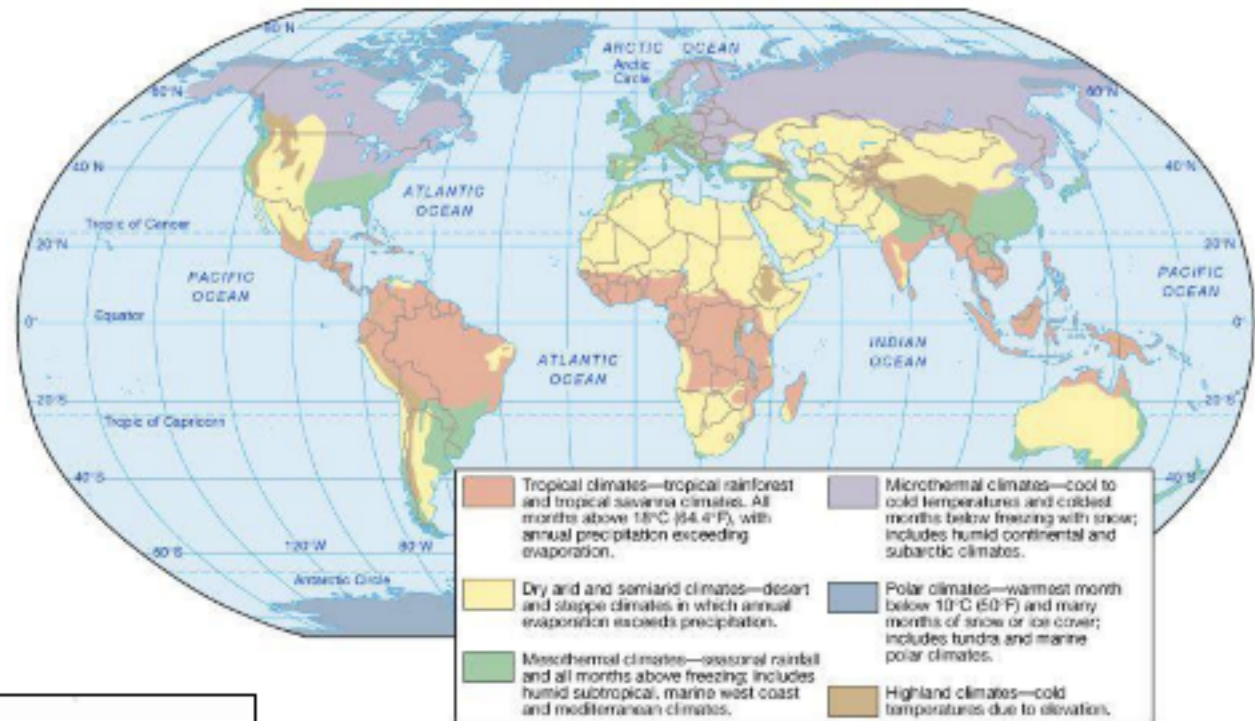 80°N
ARCTIC OCEAN
Arctic
Circle
60°N
60°N
40°N
40°N
ATLANTIC
OCEAN
Tropic of Cancer
20°N
20°N
PACIFIC
OCEAN
PACIFIC
OCEAN
0°
Equator
0°
ATLANTIC
OCEAN
INDIAN
OCEAN
20°S
20°S
Tropic of Capricorn
40°S
40°S
60°S
120°W
80°W
Antarctic Circle
Tropical climates—tropical rainforest
and tropical savanna climates. All
months above 18°C (64.4°F), with
annual precipitation exceeding
evaporation.
Dry arid and semiarid climates—desert
and steppe climates in which annual
evaporation exceeds precipitation.
Mesothermal climates—seasonal rainfall
and all months above freezing; includes
humid subtropical, marine west coast
and mediterranean climates.
Microthermal climates—cool to
cold temperatures and coldest
months below freezing with snow;
includes humid continental and
subarctic climates.
Polar climates—warmest month
below 10°C (50°F) and many
months of snow or ice cover;
includes tundra and marine
polar climates.
Highland climates—cold
temperatures due to elevation.